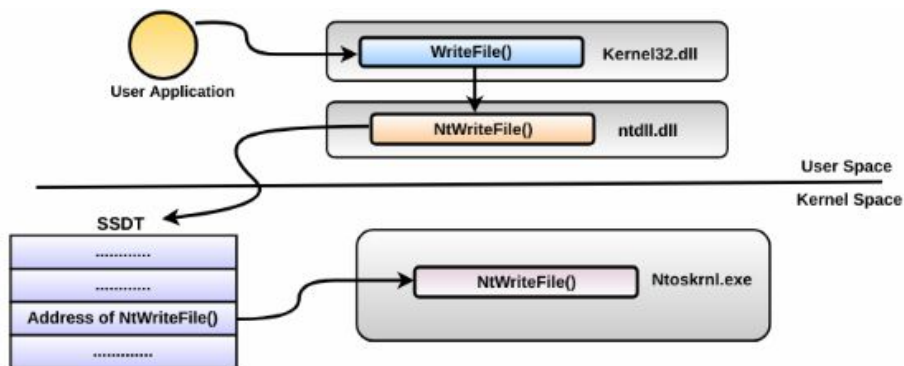 WriteFile()
Kernel32.dll
User Application
NtWriteFile()
ntdll.dll
User Space
Kernel Space
SSDT
............
............
NtWriteFile()
Ntoskrnl.exe
Address of NtWriteFile()
.............